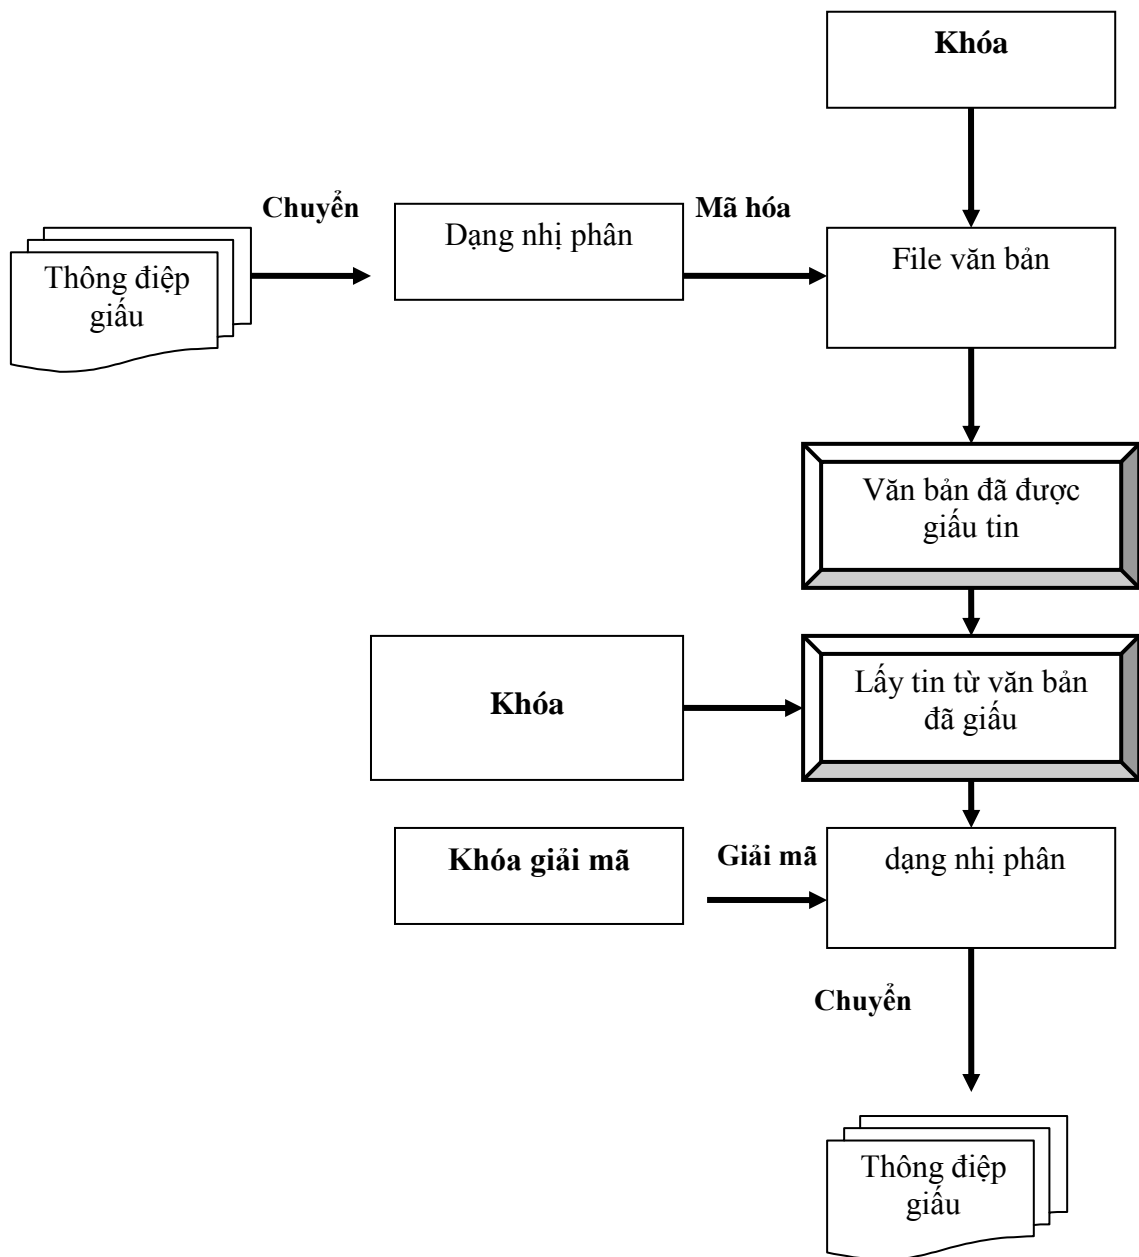 Khóa
Chuyển
Mã hóa
Dạng nhị phân
File văn bản
Thông điệp
giấu
Văn bản đã được
giấu tin
Khóa
Lấy tin từ văn bản
đã giấu
Khóa giải mã
Giải mã
dạng nhị phân
Chuyển
Thông điệp
giấu